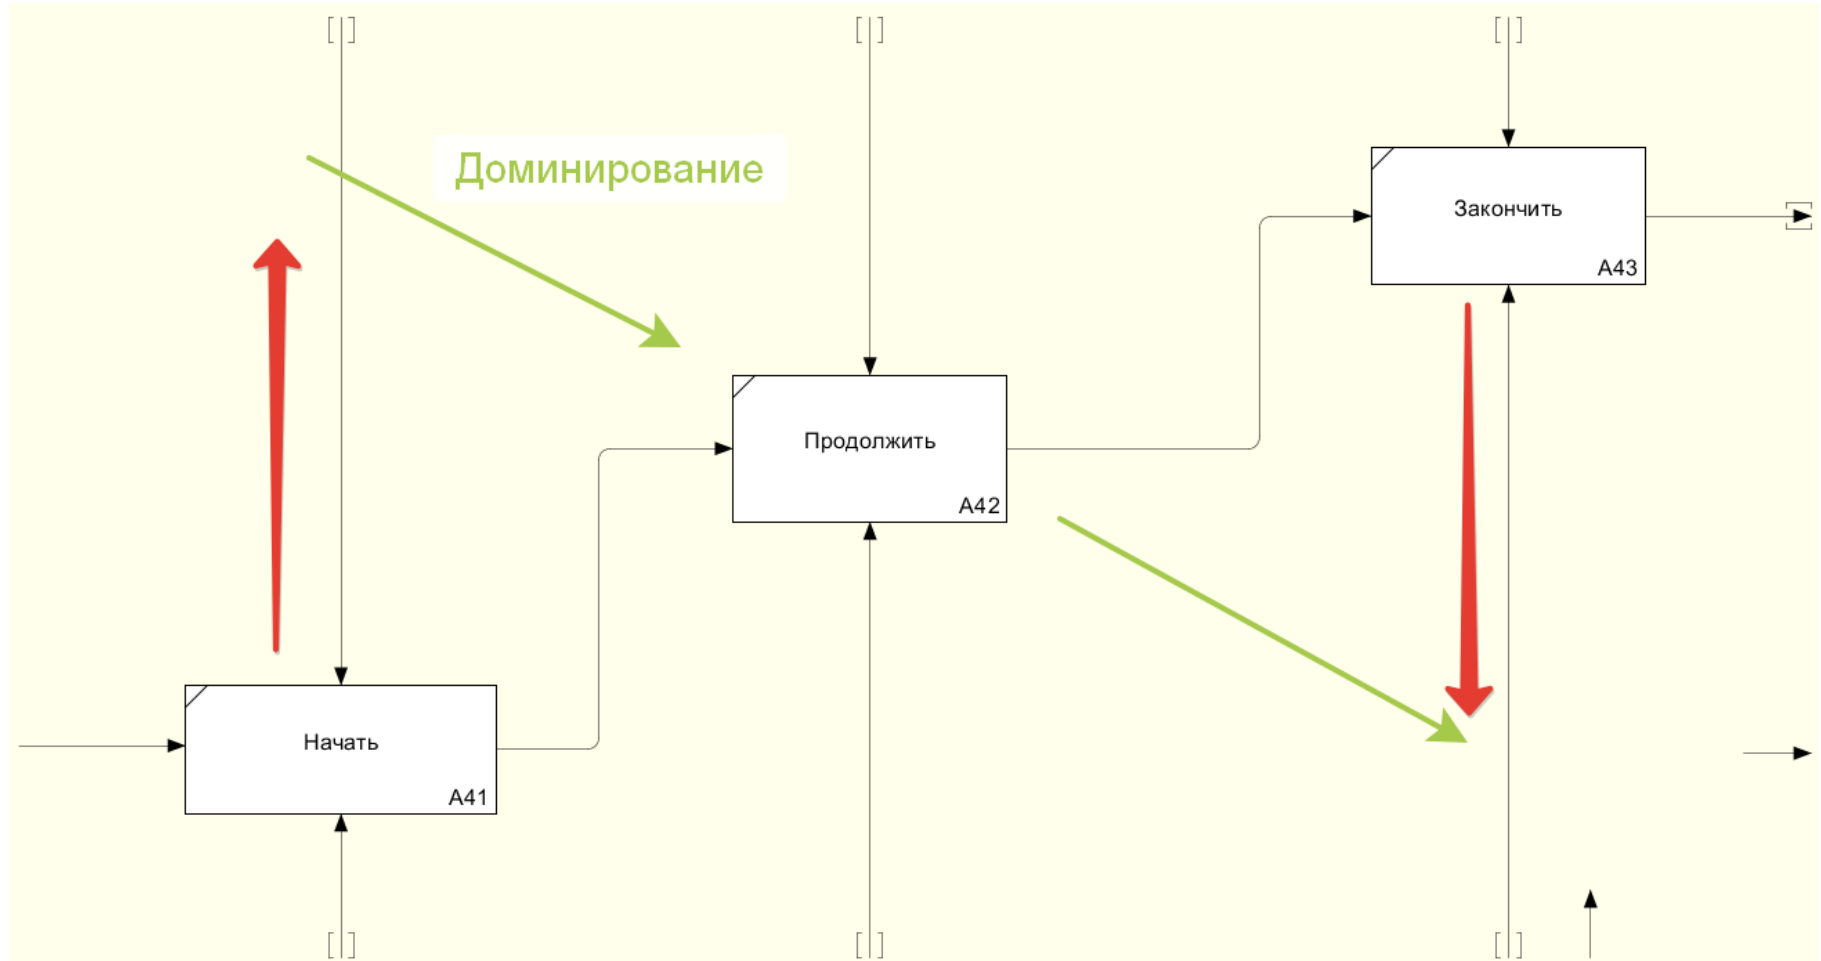 [ ]
[ ]
[ ]
Доминирование
Закончить
A43
[ ]
Продолжить
A42
Начать
A41
[ ]
[ ]
[ ]